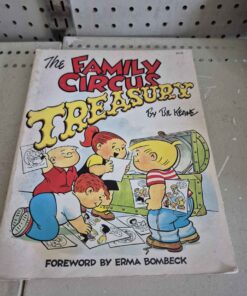 The FAMILY
CIRCUS
TREASURY
By Bil Keane
FOREWORD BY ERMA BOMBECK